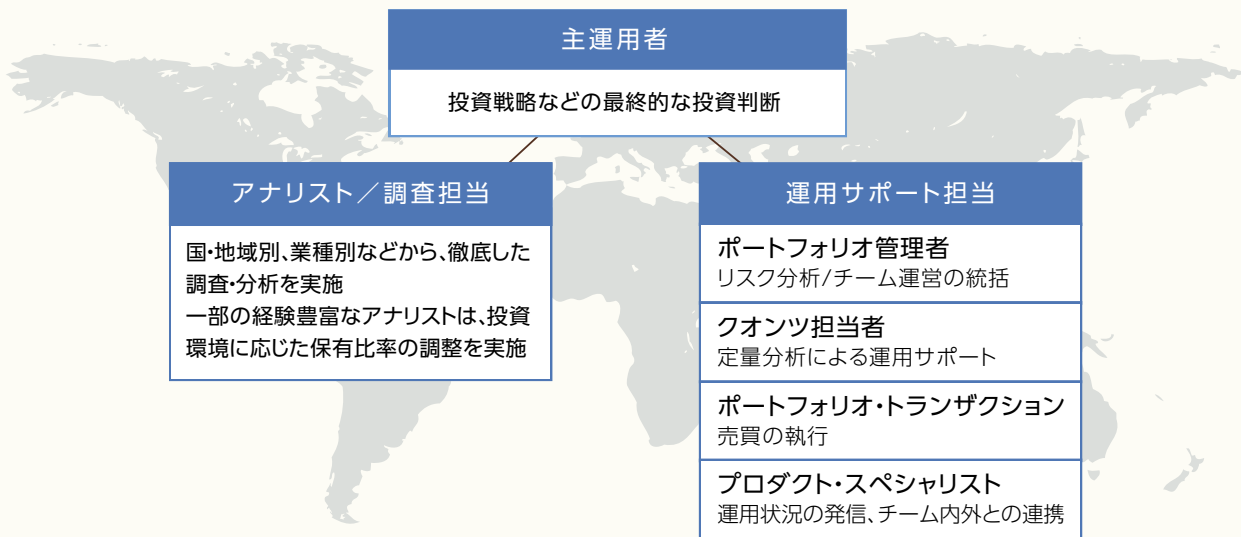 主運用者
投資戦略などの最終的な投資判断
アナリスト／調査担当
国・地域別、業種別などから、徹底した
調査・分析を実施
一部の経験豊富なアナリストは、投資
環境に応じた保有比率の調整を実施
運用サポート担当
ポートフォリオ管理者
リスク分析/チーム運営の統括
クオンツ担当者
定量分析による運用サポート
ポートフォリオ・トランザクション
売買の執行
プロダクト・スペシャリスト
運用状況の発信、チーム内外との連携